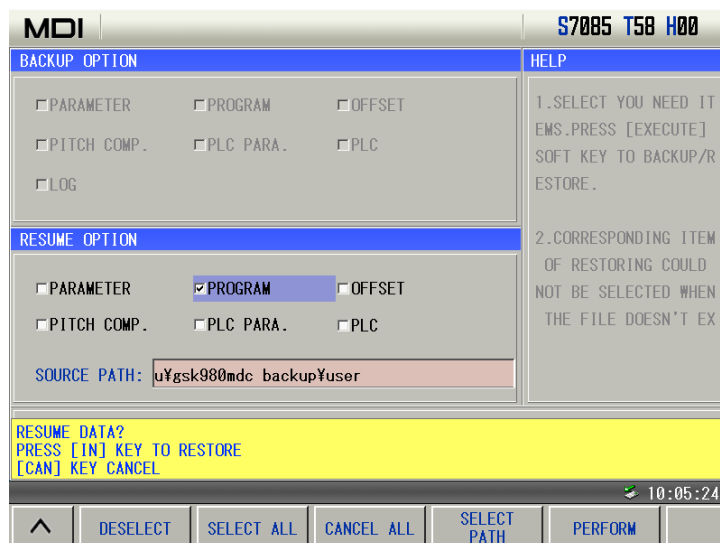 MDI
S7085 T58 H00
BACKUP OPTION
PARAMETER PROGRAM OFFSET
PITCH COMP. PLC PARA. PLC
LOG
HELP
1.SELECT YOU NEED IT
EMS.PRESS [EXECUTE]
SOFT KEY TO BACKUP/R
ESTORE.
2.CORRESPONDING ITEM
OF RESTORING COULD
NOT BE SELECTED WHEN
THE FILE DOESN'T EX
RESUME OPTION
PARAMETER PROGRAM OFFSET
PITCH COMP. PLC PARA. PLC
SOURCE PATH: u¥gsk980mdc backup¥user
RESUME DATA?
PRESS [IN] KEY TO RESTORE
[CAN] KEY CANCEL
10:05:24
DESELECT
SELECT ALL
CANCEL ALL
SELECT
PATH
PERFORM